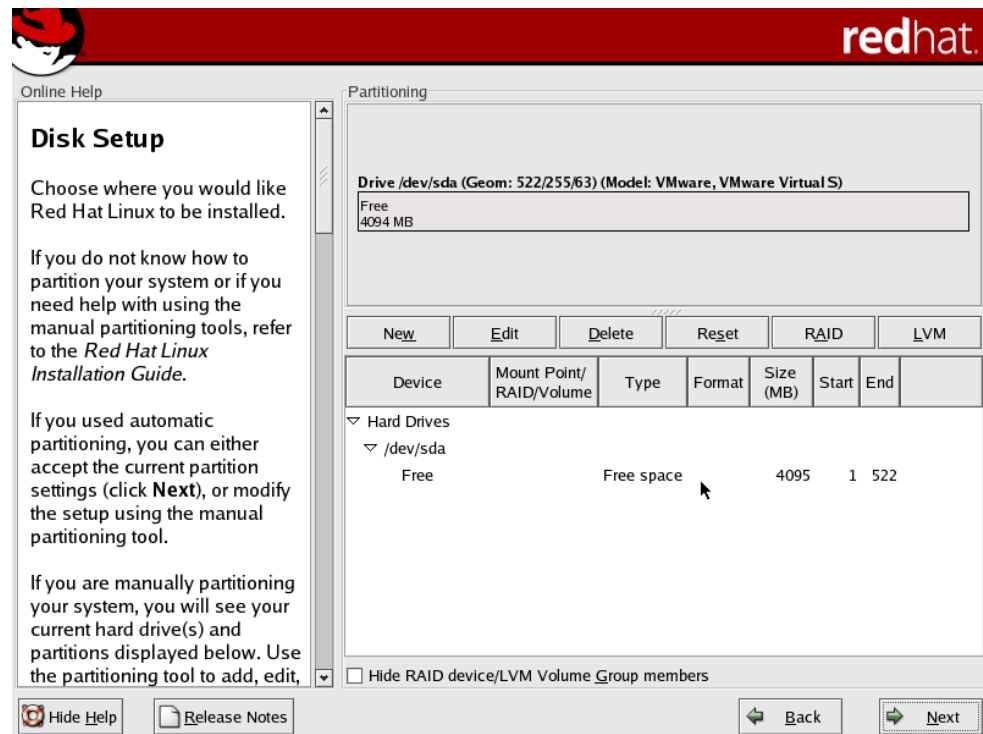 redhat.
Online Help
Disk Setup
Choose where you would like
Red Hat Linux to be installed.
If you do not know how to
partition your system or if you
need help with using the
manual partitioning tools, refer
to the Red Hat Linux
Installation Guide.
If you used automatic
partitioning, you can either
accept the current partition
settings (click Next), or modify
the setup using the manual
partitioning tool.
If you are manually partitioning
your system, you will see your
current hard drive(s) and
partitions displayed below. Use
the partitioning tool to add, edit,
Partitioning
Drive /dev/sda (Geom: 522/255/63) (Model: VMware, VMware Virtual S)
Free
4094 MB
New Edit Delete Reset RAID LVM
Device Mount Point/ RAID/Volume Type Format Size (MB) Start End
Hard Drives
/dev/sda
Free Free space 4095 1 522
Hide RAID device/LVM Volume Group members
Hide Help Release Notes Back Next